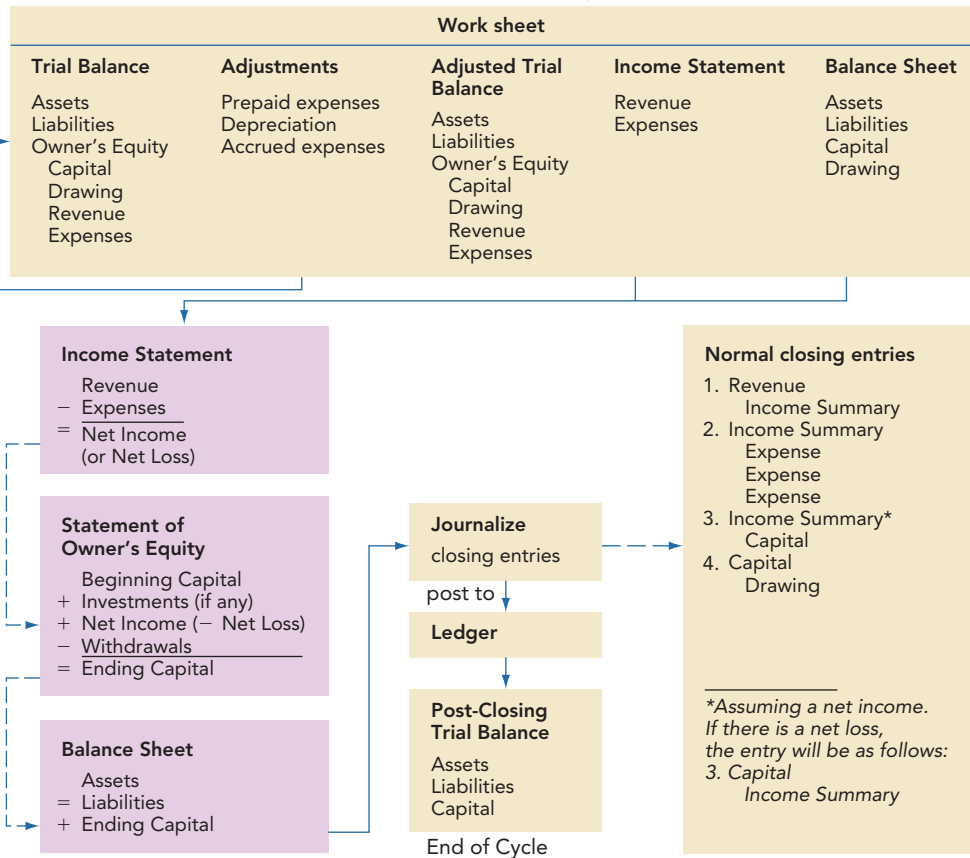 Work sheet
Trial Balance
Assets
Liabilities
Owner's Equity
Capital
Drawing
Revenue
Expenses
Adjustments
Prepaid expenses
Depreciation
Accrued expenses
Adjusted Trial
Balance
Assets
Liabilities
Owner's Equity
Capital
Drawing
Revenue
Expenses
Income Statement
Revenue
Expenses
Balance Sheet
Assets
Liabilities
Capital
Drawing
Income Statement
Revenue
− Expenses
= Net Income
(or Net Loss)
Statement of
Owner's Equity
Beginning Capital
+ Investments (if any)
+ Net Income (− Net Loss)
− Withdrawals
= Ending Capital
Balance Sheet
Assets
= Liabilities
+ Ending Capital
Journalize
closing entries
post to
Ledger
Post-Closing
Trial Balance
Assets
Liabilities
Capital
End of Cycle
Normal closing entries
1. Revenue
Income Summary
2. Income Summary
Expense
Expense
Expense
3. Income Summary*
Capital
4. Capital
Drawing
*Assuming a net income.
If there is a net loss,
the entry will be as follows:
3. Capital
Income Summary